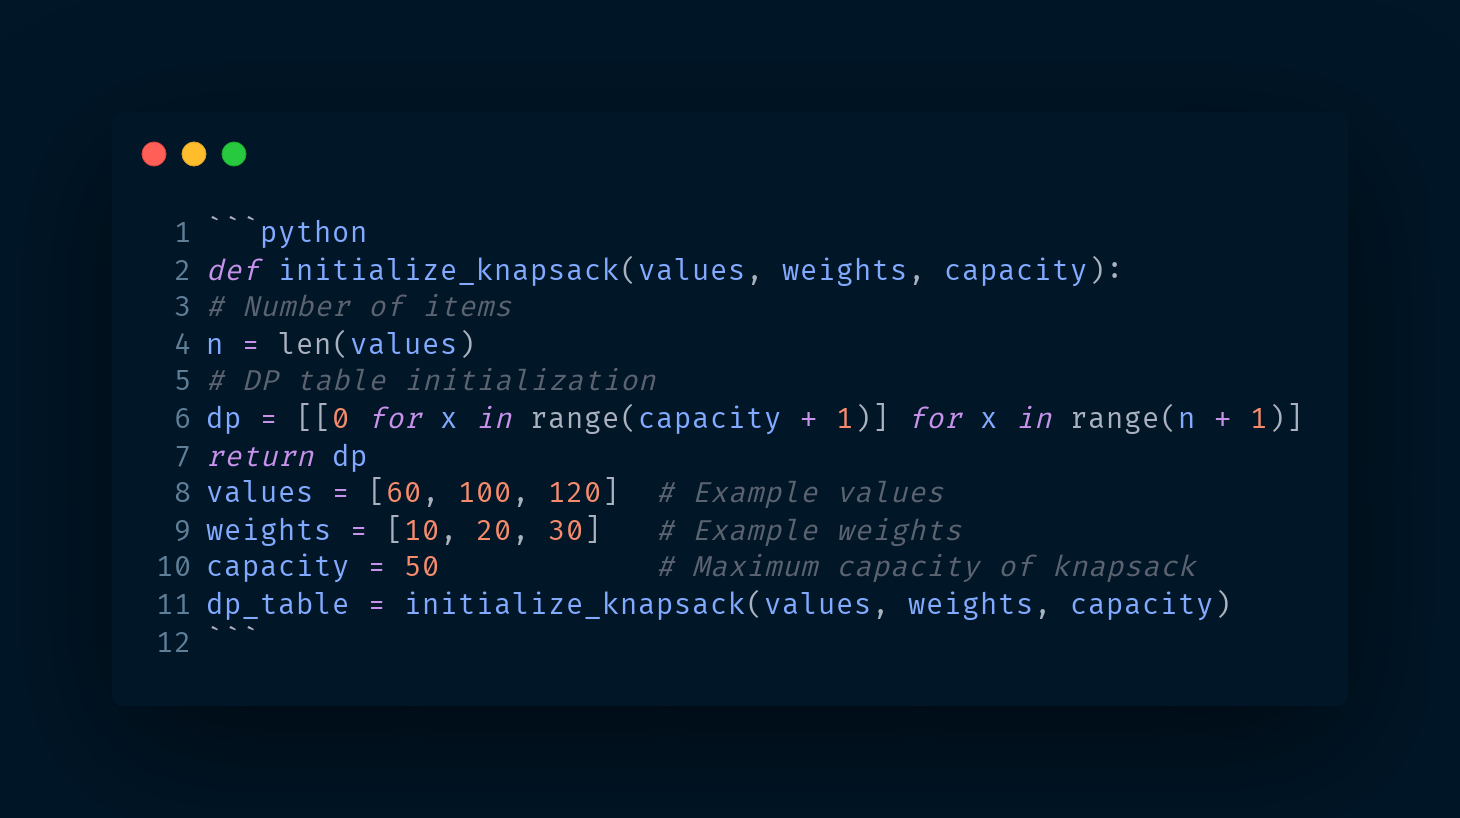 1 ```python
2 def initialize_knapsack(values, weights, capacity):
3 # Number of items
4 n = len(values)
5 # DP table initialization
6 dp = [[0 for x in range(capacity + 1)] for x in range(n + 1)]
7 return dp
8 values = [60, 100, 120]  # Example values
9 weights = [10, 20, 30]   # Example weights
10 capacity = 50            # Maximum capacity of knapsack
11 dp_table = initialize_knapsack(values, weights, capacity)
12 ```